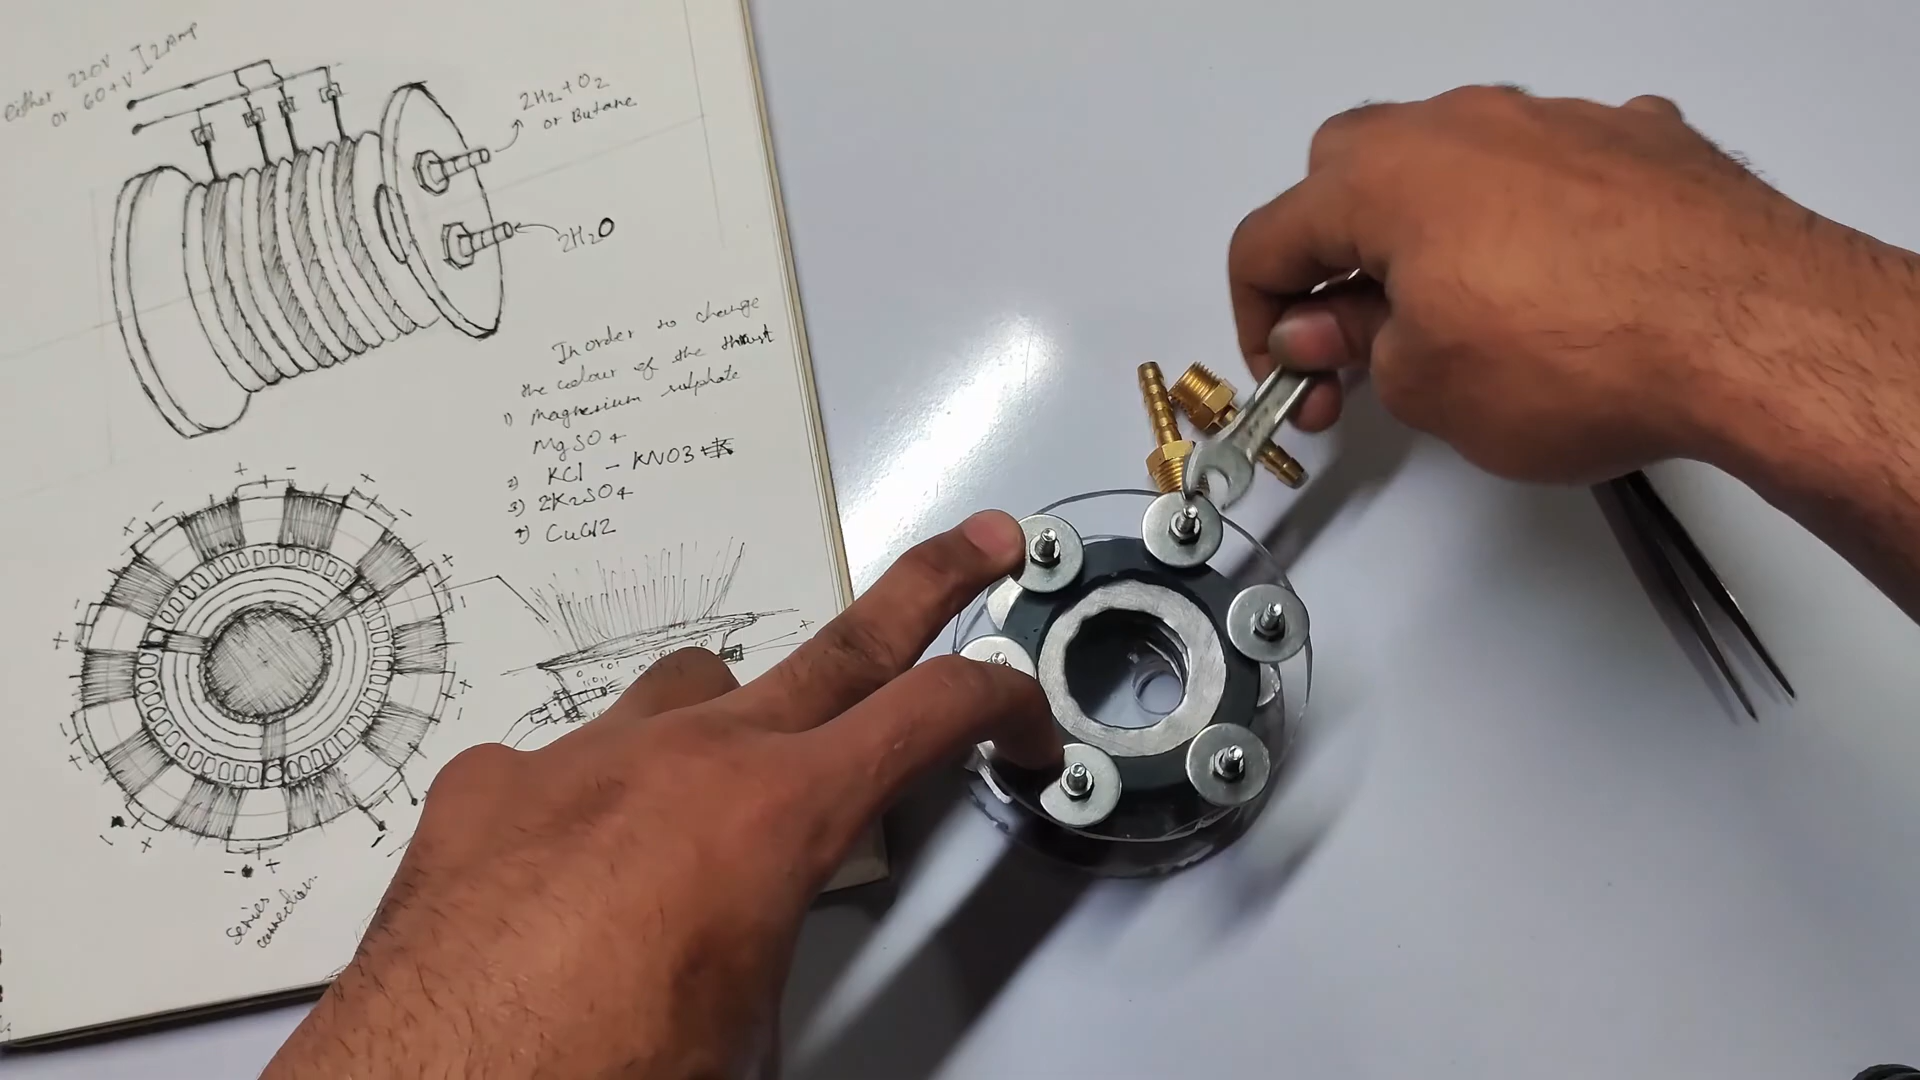 either 220V I 2Amp
or 60+V
2H2 + O2
or Butane
2H2O
In order to change
the colour of the thrust
1) Magnesium sulphate
MgSO4
2) KCl - KNO3
3) 2K2SO4
4) CuCl2
series
connection.